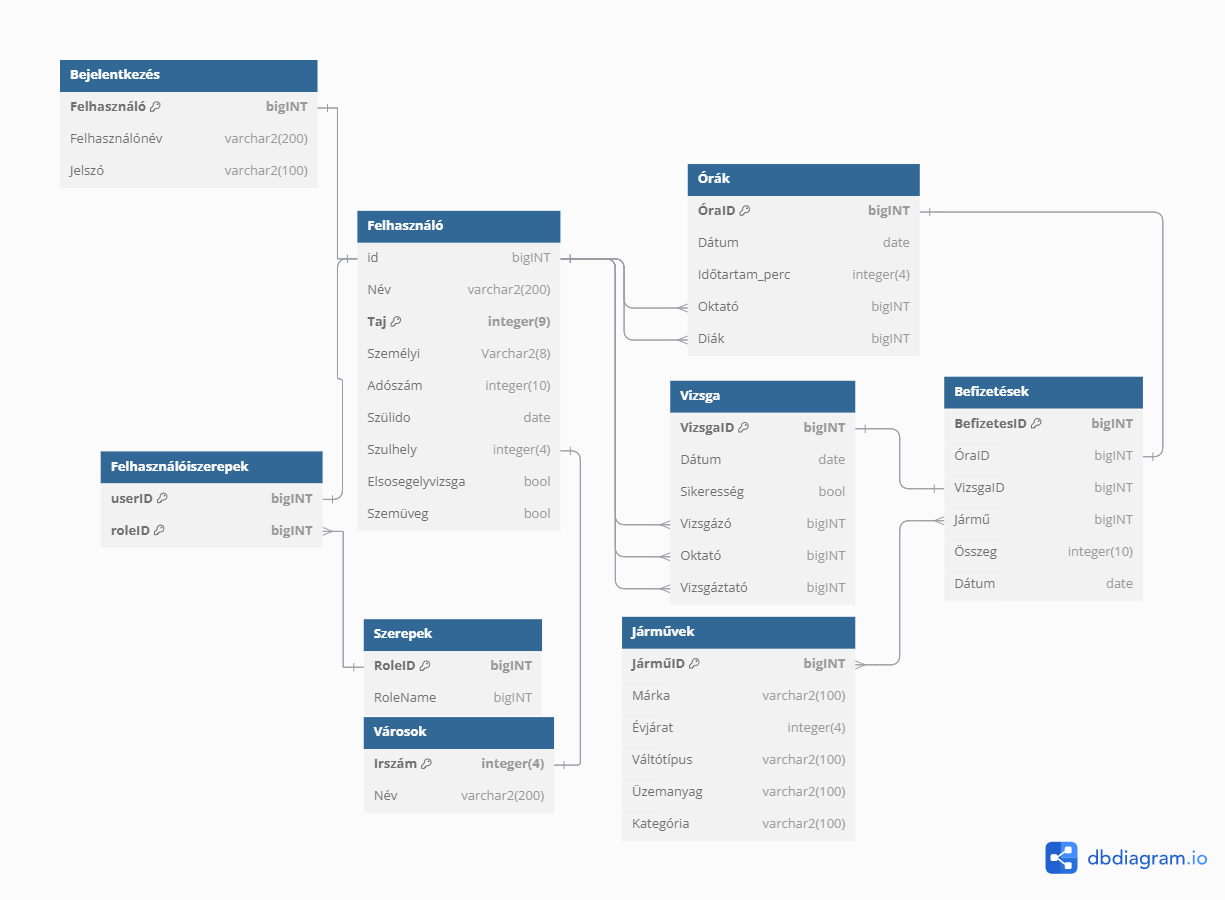 Bejelentkezés
Felhasználó bigINT
Felhasználónév varchar2(200)
Jelszó varchar2(100)
Felhasználó
id bigINT
Név varchar2(200)
Taj integer(9)
Személyi Varchar2(8)
Adószám integer(10)
Szülido date
Szulhely integer(4)
Elsosegelyvizsga bool
Szemüveg bool
Felhasználóiszerepek
userID bigINT
roleID bigINT
Szerepek
RoleID bigINT
RoleName bigINT
Városok
Irszám integer(4)
Név varchar2(200)
Órák
ÓraID bigINT
Dátum date
Időtartam_perc integer(4)
Oktató bigINT
Diák bigINT
Vizsga
VizsgaID bigINT
Dátum date
Sikeresség bool
Vizsgázó bigINT
Oktató bigINT
Vizsgáztató bigINT
Járművek
JárműID bigINT
Márka varchar2(100)
Évjárat integer(4)
Váltótípus varchar2(100)
Üzemanyag varchar2(100)
Kategória varchar2(100)
Befizetések
BefizetesID bigINT
ÓraID bigINT
VizsgaID bigINT
Jármű bigINT
Összeg integer(10)
Dátum date
dbdiagram.io